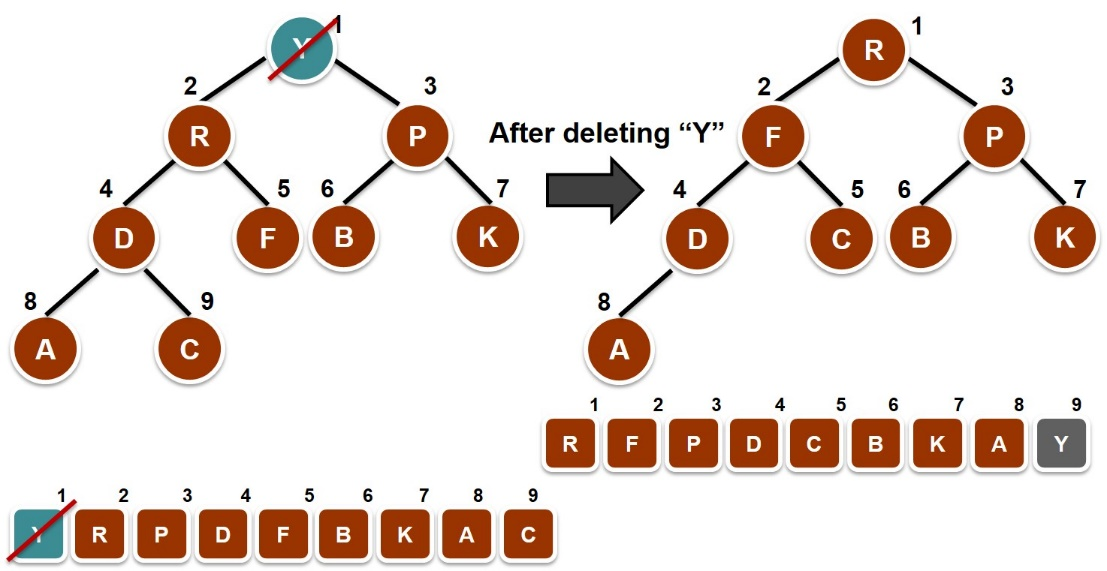 1
Y
2
3
R
P
After deleting “Y”
4
5
6
7
D
F
B
K
8
9
A
C
1
R
2
3
F
P
4
5
6
7
D
C
B
K
8
A
1 2 3 4 5 6 7 8 9
R F P D C B K A Y
1 2 3 4 5 6 7 8 9
Y R P D F B K A C